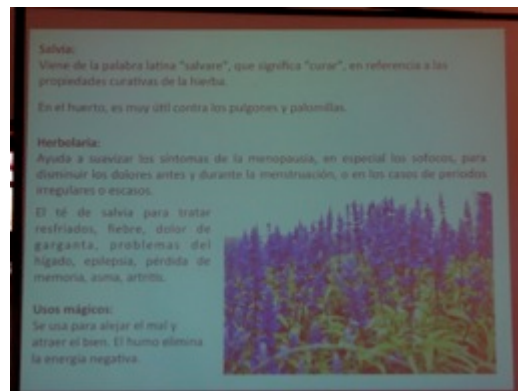 Salvia:
Viene de la palabra latina "salvare", que significa "curar", en referencia a las
propiedades curativas de la hierba.
En el huerto, es muy útil contra los pulgones y palomillas.
Herbolaria:
Ayuda a suavizar los síntomas de la menopausia, en especial los sofocos, para
disminuir los dolores antes y durante la menstruación, o en los casos de periodos
irregulares o escasos.
El té de salvia para tratar
resfriados, fiebre, dolor de
garganta, problemas del
hígado, epilepsia, pérdida de
memoria, asma, artritis.
Usos mágicos:
Se usa para alejar el mal y
atraer el bien. El humo elimina
la energía negativa.